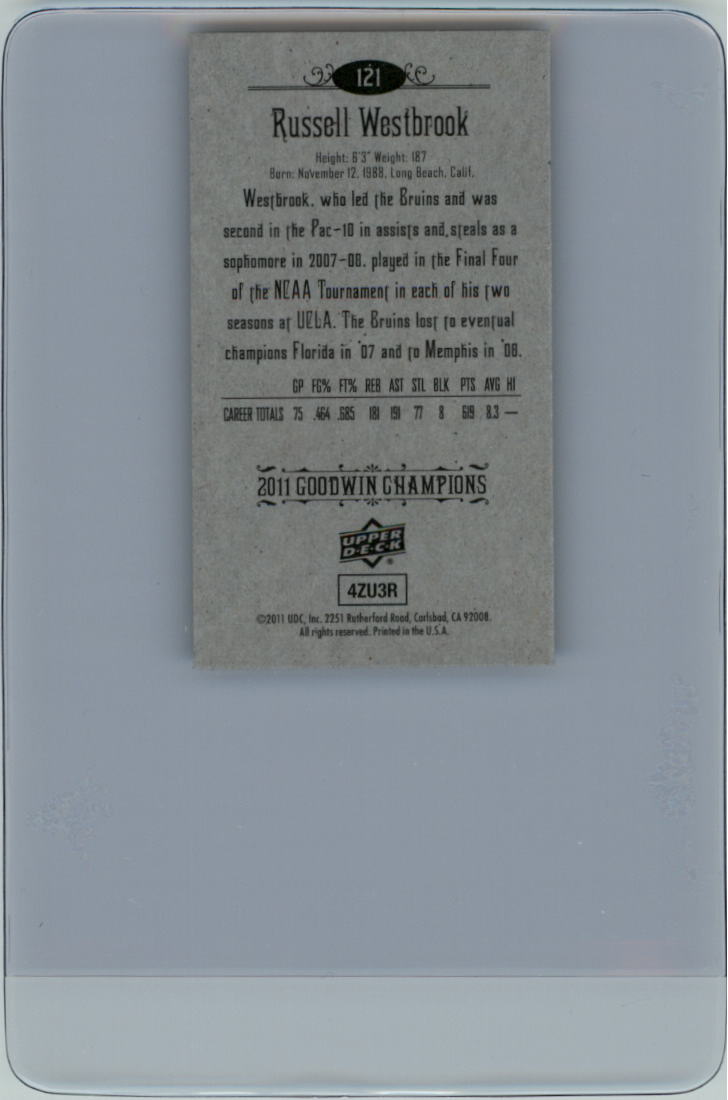 121
Russell Westbrook
Height: 6'3" Weight: 187
Born: November 12, 1988, Long Beach, Calif.
Westbrook, who led the Bruins and was
second in the Pac-10 in assists and steals as a
sophomore in 2007-08, played in the Final Four
of the NCAA Tournament in each of his two
seasons at UCLA. The Bruins lost to eventual
champions Florida in '07 and to Memphis in '08.
GP FG% FT% REB AST STL BLK PTS AVG HI
CAREER TOTALS 75 .464 .685 181 191 77 8 619 8.3 —
2011 GOODWIN CHAMPIONS
UPPER
D•E•C•K®
4ZU3R
©2011 UDC, Inc. 2251 Rutherford Road, Carlsbad, CA 92008.
All rights reserved. Printed in the U.S.A.